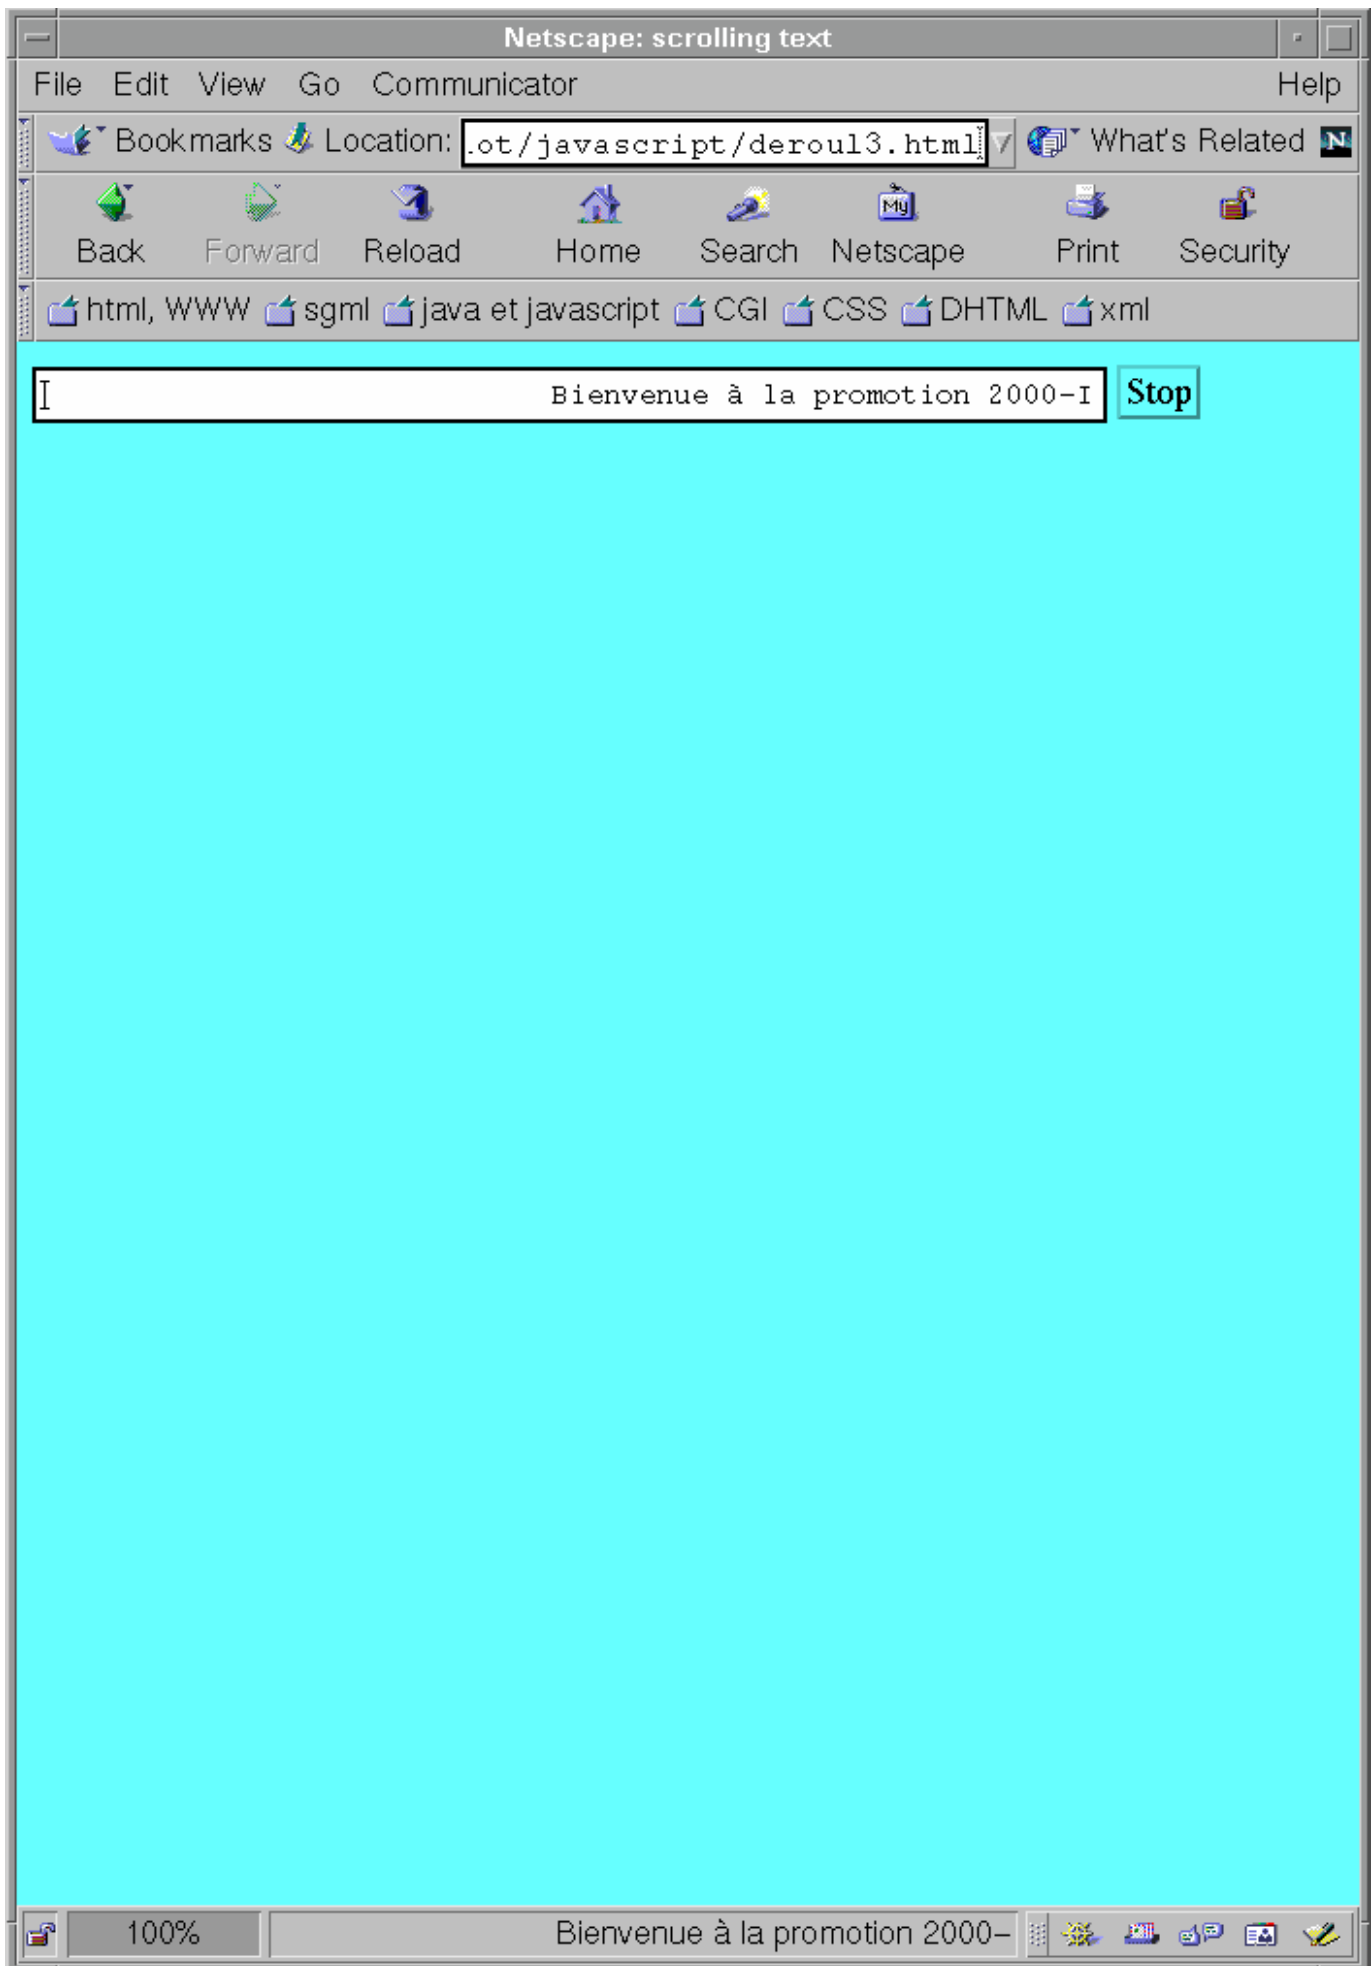 Netscape: scrolling text
File Edit View Go Communicator Help
Bookmarks Location: .ot/javascript/deroul3.html What's Related N
My
Back Forward Reload Home Search Netscape Print Security
html, WWW sgml java et javascript CGI CSS DHTML xml
Bienvenue à la promotion 2000-I Stop
100% Bienvenue à la promotion 2000-